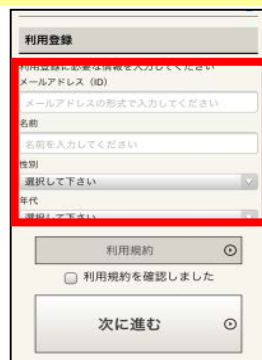 利用登録
利用登録に必要な情報を入力してください
メールアドレス（ID）
メールアドレスの形式で入力してください
名前
名前を入力してください
性別
選択して下さい
年代
選択して下さい
利用規約
利用規約を確認しました
次に進む